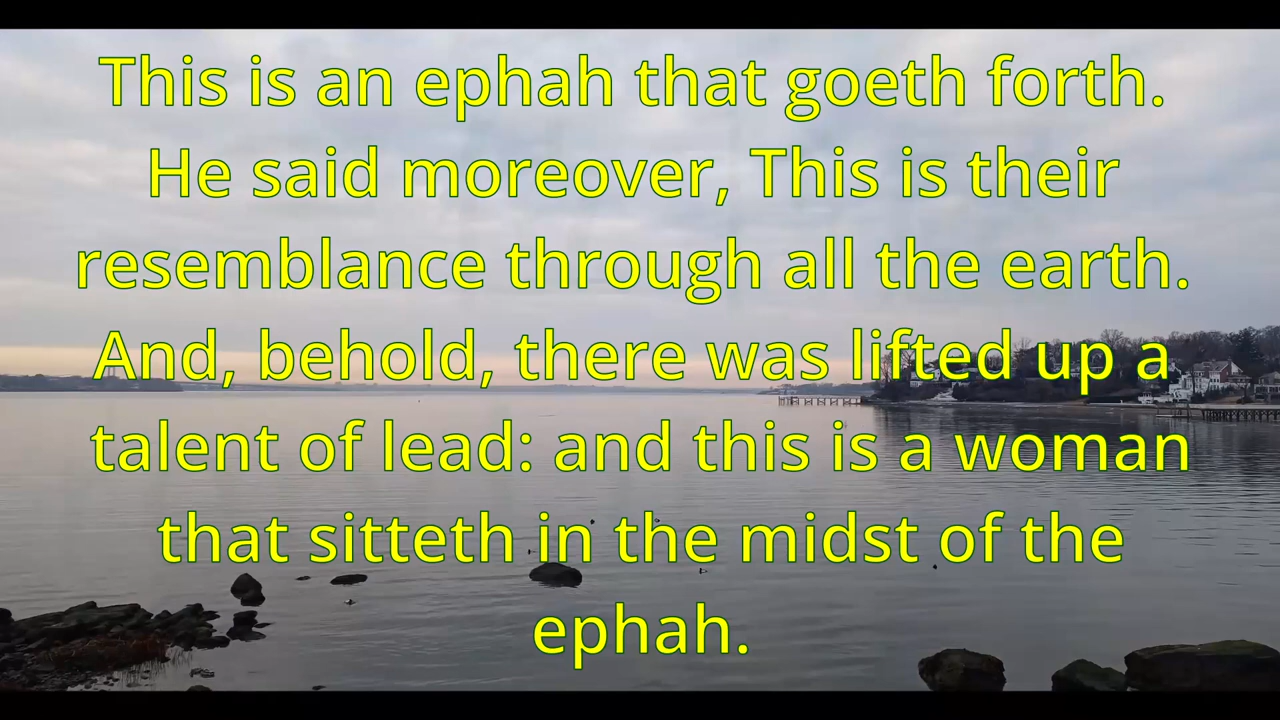 This is an ephah that goeth forth.
He said moreover, This is their
resemblance through all the earth.
And, behold, there was lifted up a
talent of lead: and this is a woman
that sitteth in the midst of the
ephah.